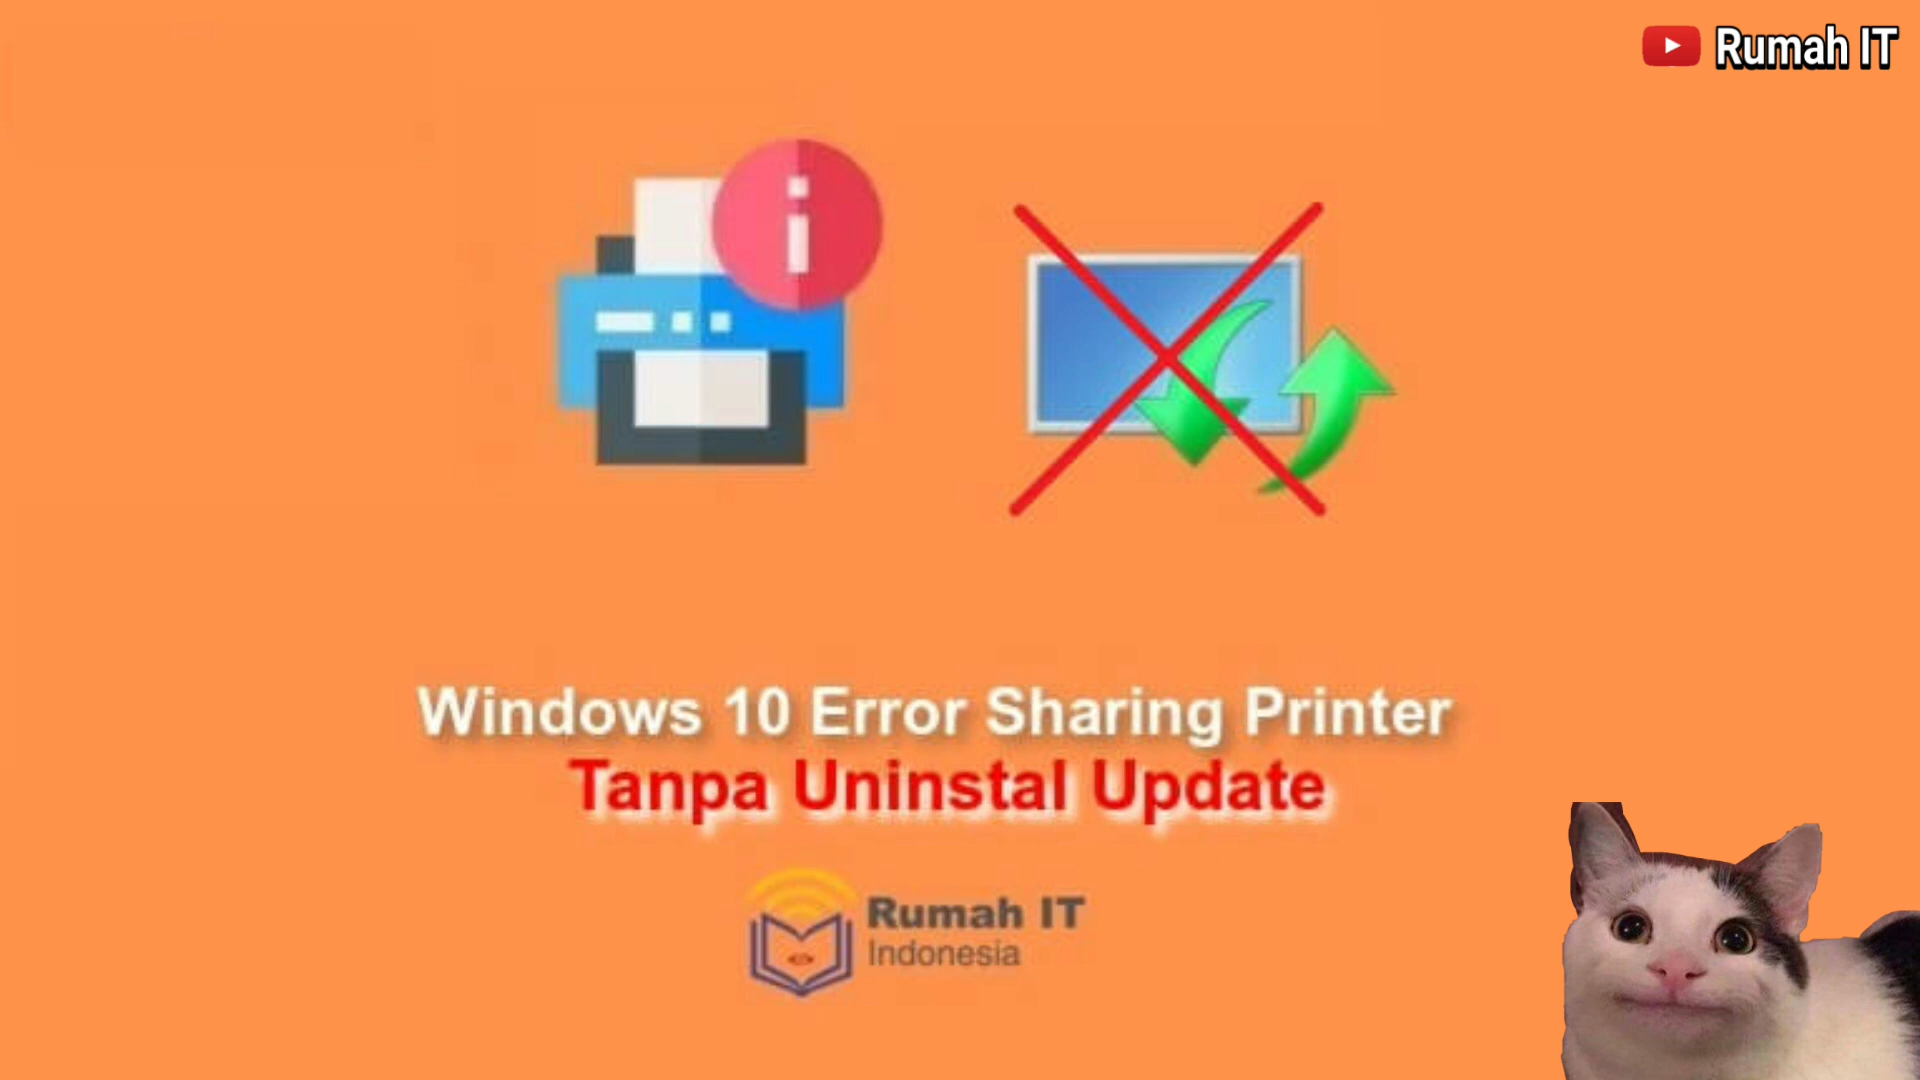 Rumah IT
Windows 10 Error Sharing Printer
Tanpa Uninstal Update
Rumah IT
Indonesia